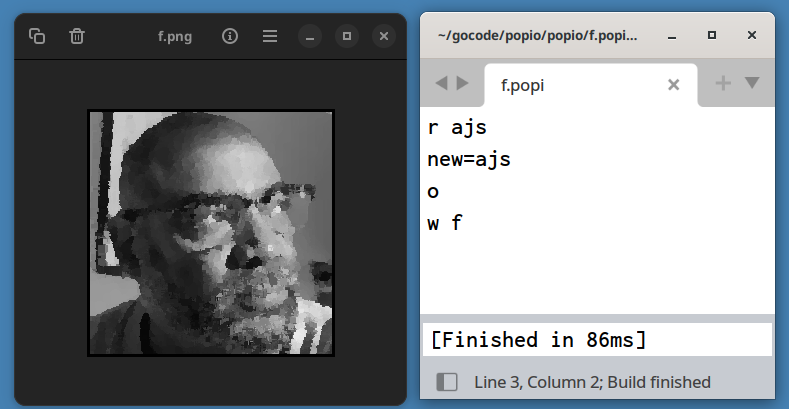 f.png
~/gocode/popio/popio/f.popi...
f.popi
r ajs
new=ajs
o
w f
[Finished in 86ms]
Line 3, Column 2; Build finished